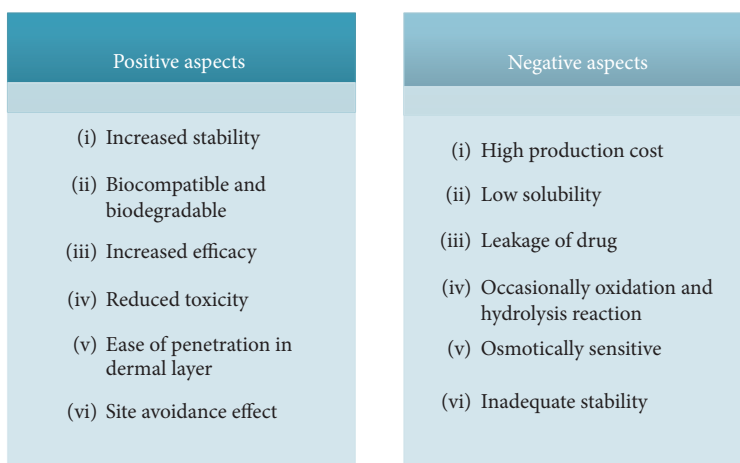 Positive aspects
(i) Increased stability
(ii) Biocompatible and
biodegradable
(iii) Increased efficacy
(iv) Reduced toxicity
(v) Ease of penetration in
dermal layer
(vi) Site avoidance effect
Negative aspects
(i) High production cost
(ii) Low solubility
(iii) Leakage of drug
(iv) Occasionally oxidation and
hydrolysis reaction
(v) Osmotically sensitive
(vi) Inadequate stability